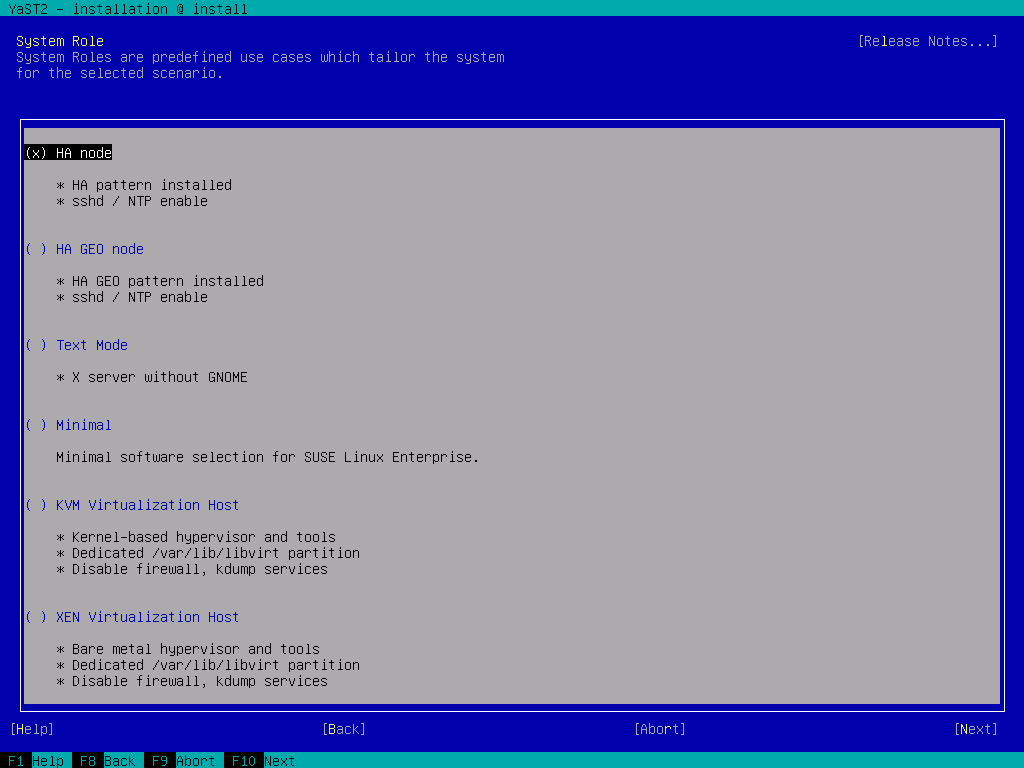 YaST2 - installation @ install
System Role [Release Notes...]
System Roles are predefined use cases which tailor the system
for the selected scenario.
(x) HA node
* HA pattern installed
* sshd / NTP enable
( ) HA GEO node
* HA GEO pattern installed
* sshd / NTP enable
( ) Text Mode
* X server without GNOME
( ) Minimal
Minimal software selection for SUSE Linux Enterprise.
( ) KVM Virtualization Host
* Kernel-based hypervisor and tools
* Dedicated /var/lib/libvirt partition
* Disable firewall, kdump services
( ) XEN Virtualization Host
* Bare metal hypervisor and tools
* Dedicated /var/lib/libvirt partition
* Disable firewall, kdump services
[Help] [Back] [Abort] [Next]
F1 Help F8 Back F9 Abort F10 Next